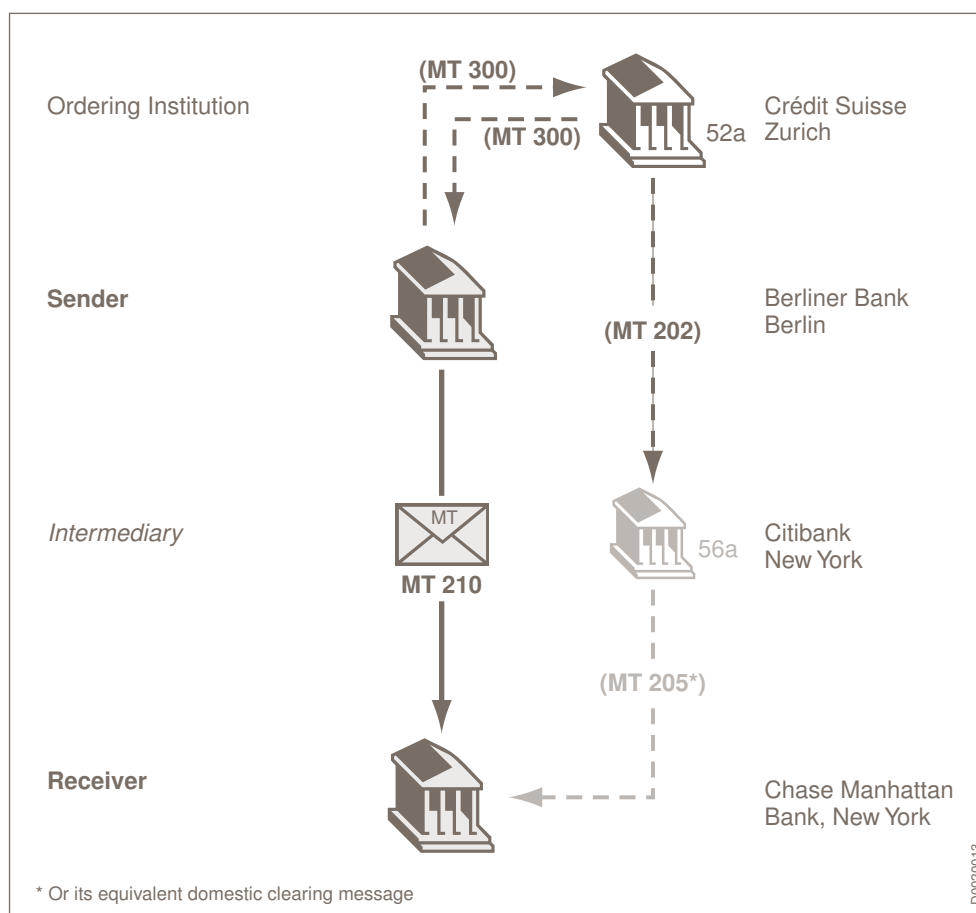 (MT 300)
Ordering Institution
Crédit Suisse
Zurich
52a
(MT 300)
Sender
Berliner Bank
Berlin
(MT 202)
Intermediary
MT
MT 210
56a
Citibank
New York
(MT 205*)
Receiver
Chase Manhattan
Bank, New York
* Or its equivalent domestic clearing message
D0020013